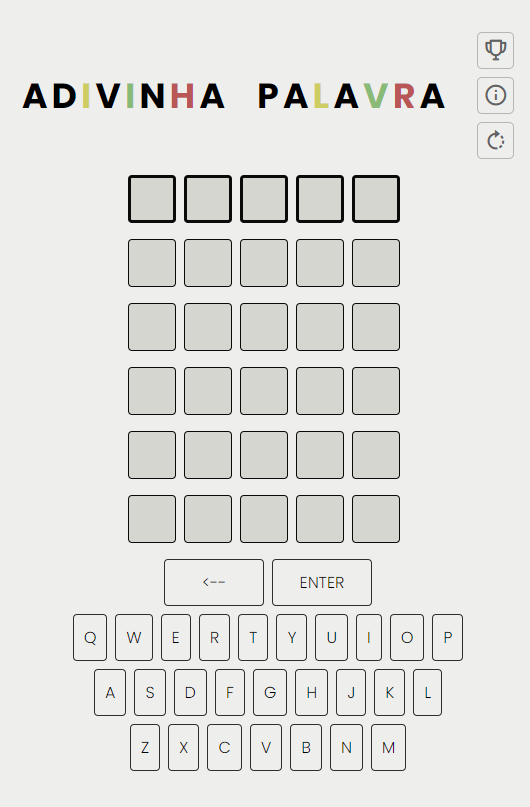 ADIVINHA PALAVRA
<-- ENTER
Q W E R T Y U I O P
A S D F G H J K L
Z X C V B N M